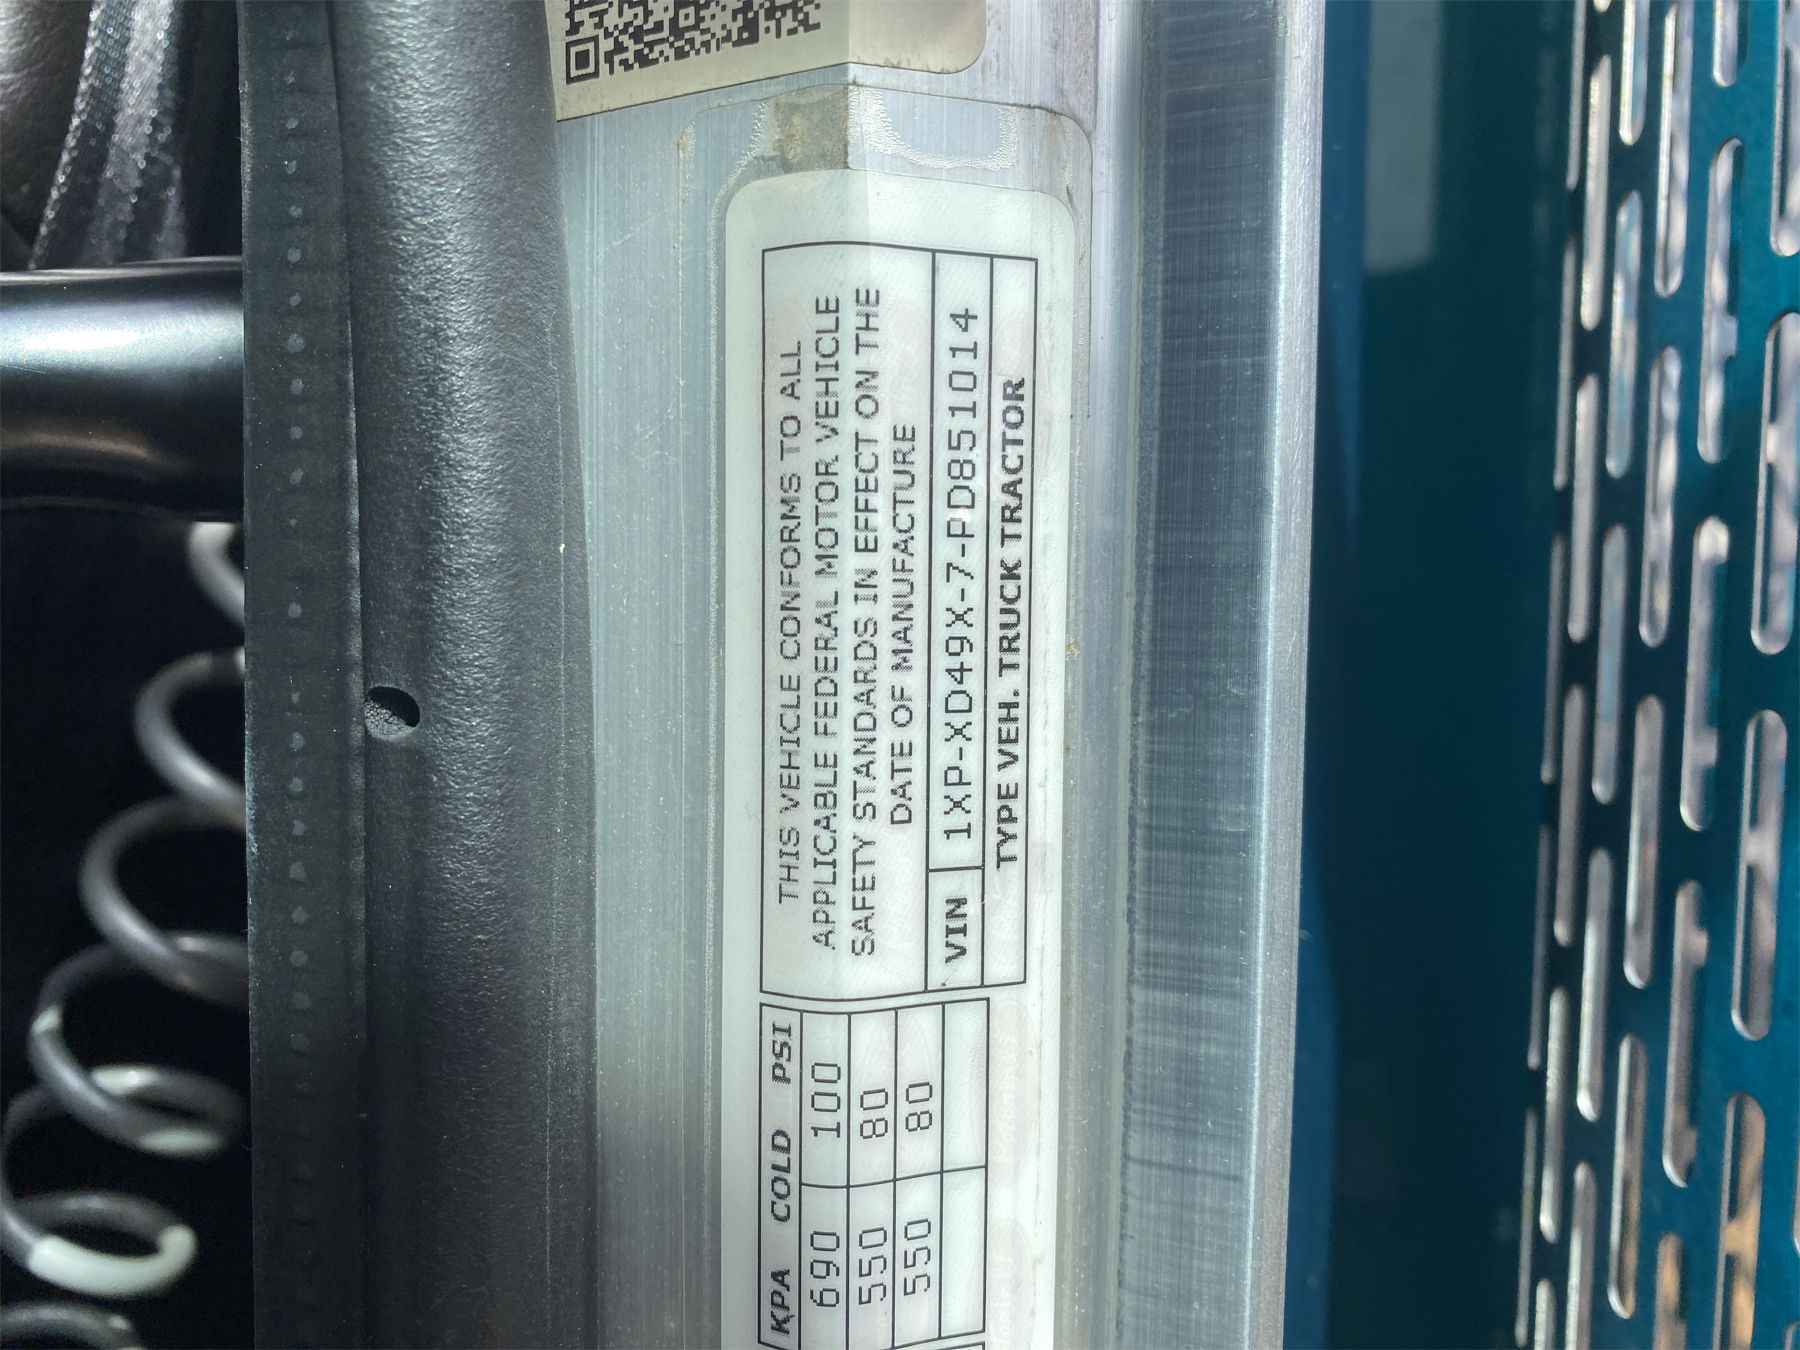 THIS VEHICLE CONFORMS TO ALL
APPLICABLE FEDERAL MOTOR VEHICLE
SAFETY STANDARDS IN EFFECT ON THE
DATE OF MANUFACTURE
VIN 1XP-XD49X-7-PD851014
TYPE VEH. TRUCK TRACTOR
KPA COLD PSI
690 100
550 80
550 80